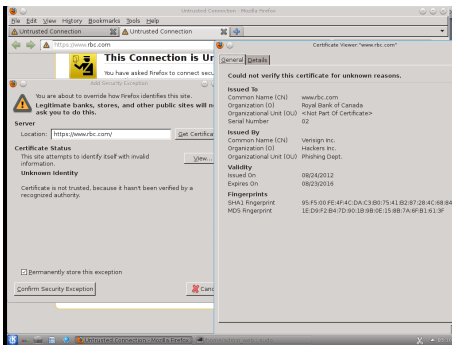 Untrusted Connection - Mozilla Firefox
File Edit View History Bookmarks Tools Help
Untrusted Connection
Untrusted Connection
https://www.rbc.com
This Connection is Un
You have asked Firefox to connect secu
Add Security Exception
You are about to override how Firefox identifies this site.
Legitimate banks, stores, and other public sites will n
ask you to do this.
Server
Location: https://www.rbc.com/
Get Certifica
Certificate Status
This site attempts to identify itself with invalid
information.
View...
Unknown Identity
Certificate is not trusted, because it hasn't been verified by a
recognized authority.
Permanently store this exception
Confirm Security Exception
Canc
Certificate Viewer:"www.rbc.com"
General Details
Could not verify this certificate for unknown reasons.
Issued To
Common Name (CN) www.rbc.com
Organization (O) Royal Bank of Canada
Organizational Unit (OU) <Not Part Of Certificate>
Serial Number 02
Issued By
Common Name (CN) Verisign Inc.
Organization (O) Hackers Inc.
Organizational Unit (OU) Phishing Dept.
Validity
Issued On 08/24/2012
Expires On 08/23/2016
Fingerprints
SHA1 Fingerprint 95:F5:00:FE:4F:4C:DA:C3:B0:75:41:B2:87:28:4C:68:84
MD5 Fingerprint 1E:D9:F2:B4:7D:90:1B:9B:0E:15:8B:7A:6F:B1:61:3F
Untrusted Connection - Mozilla Firefox